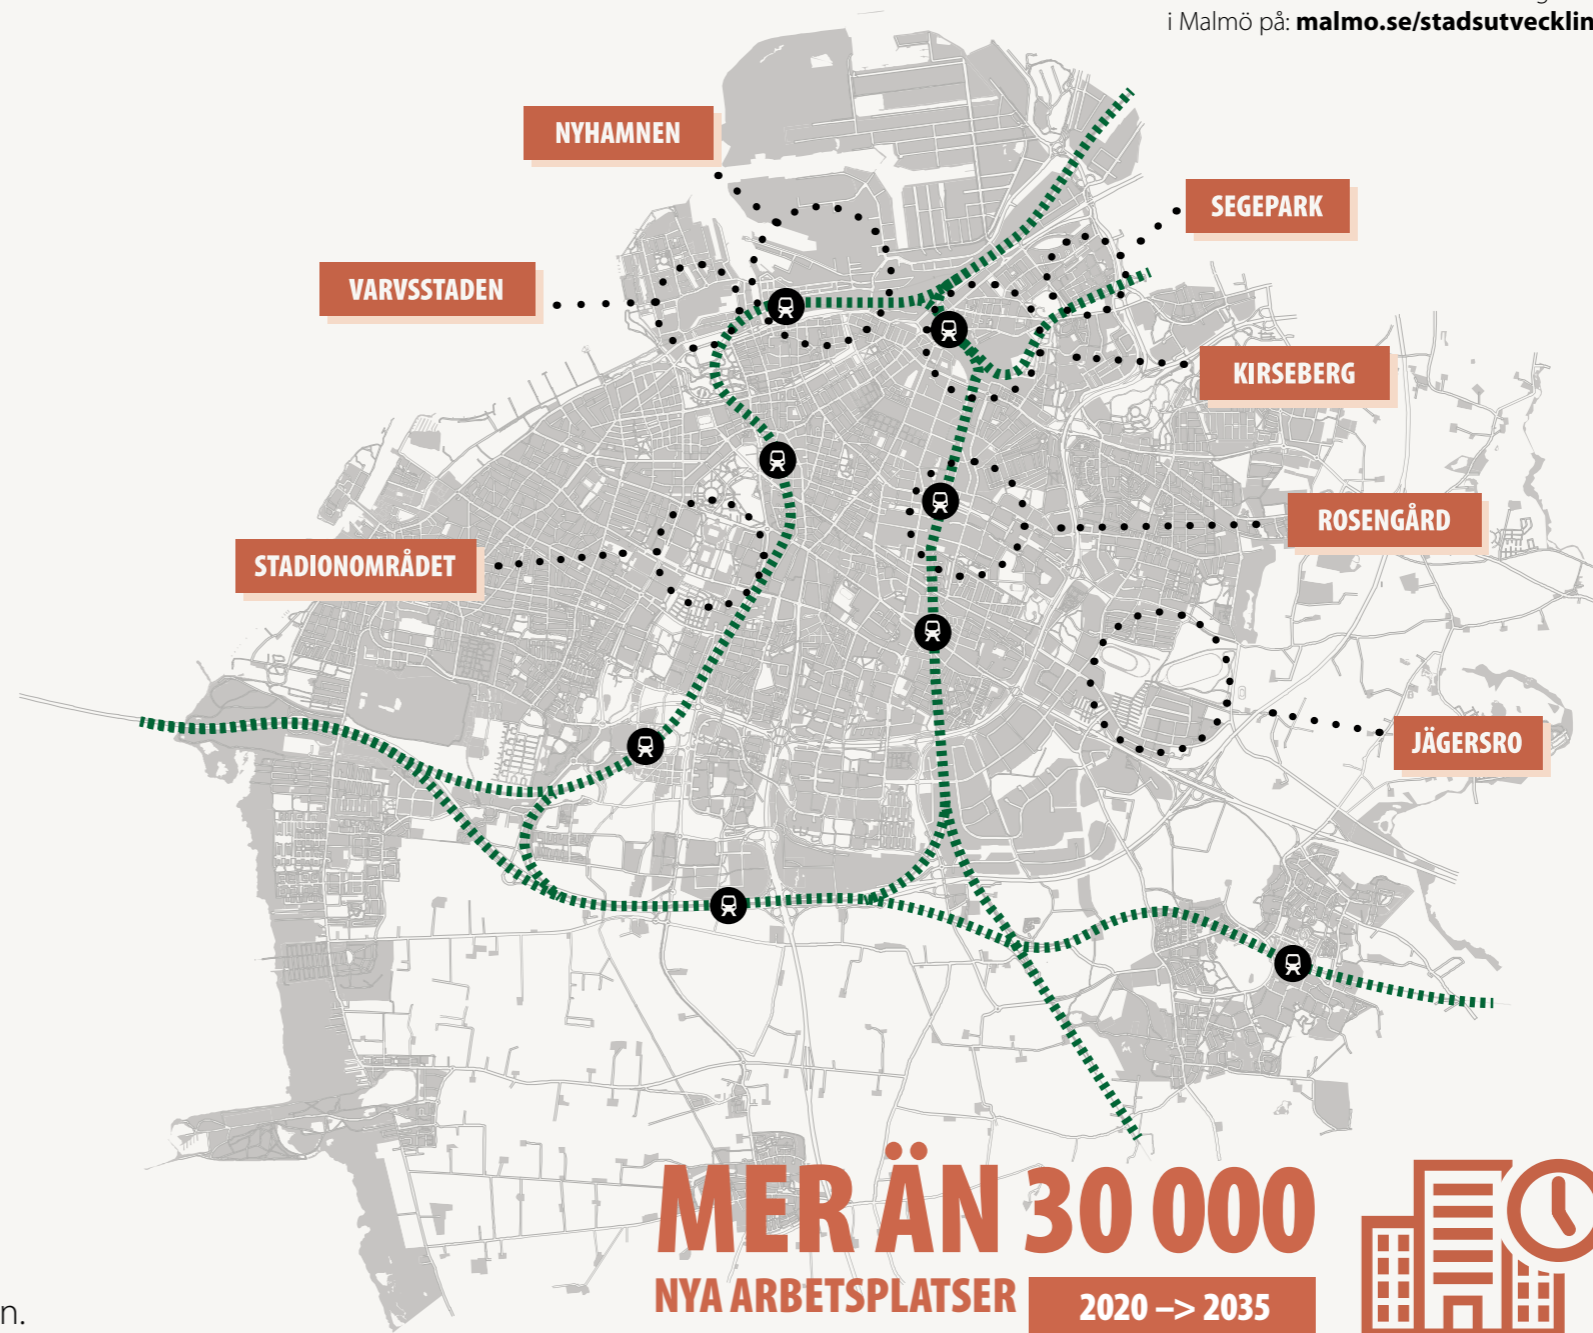 i Malmö på: malmo.se/stadsutvecklin
NYHAMNEN
SEGEPARK
VARVSSTADEN
KIRSEBERG
ROSENGÅRD
STADIONOMRÅDET
JÄGERSRO
MER ÄN 30 000
NYA ARBETSPLATSER
2020 –> 2035
n.